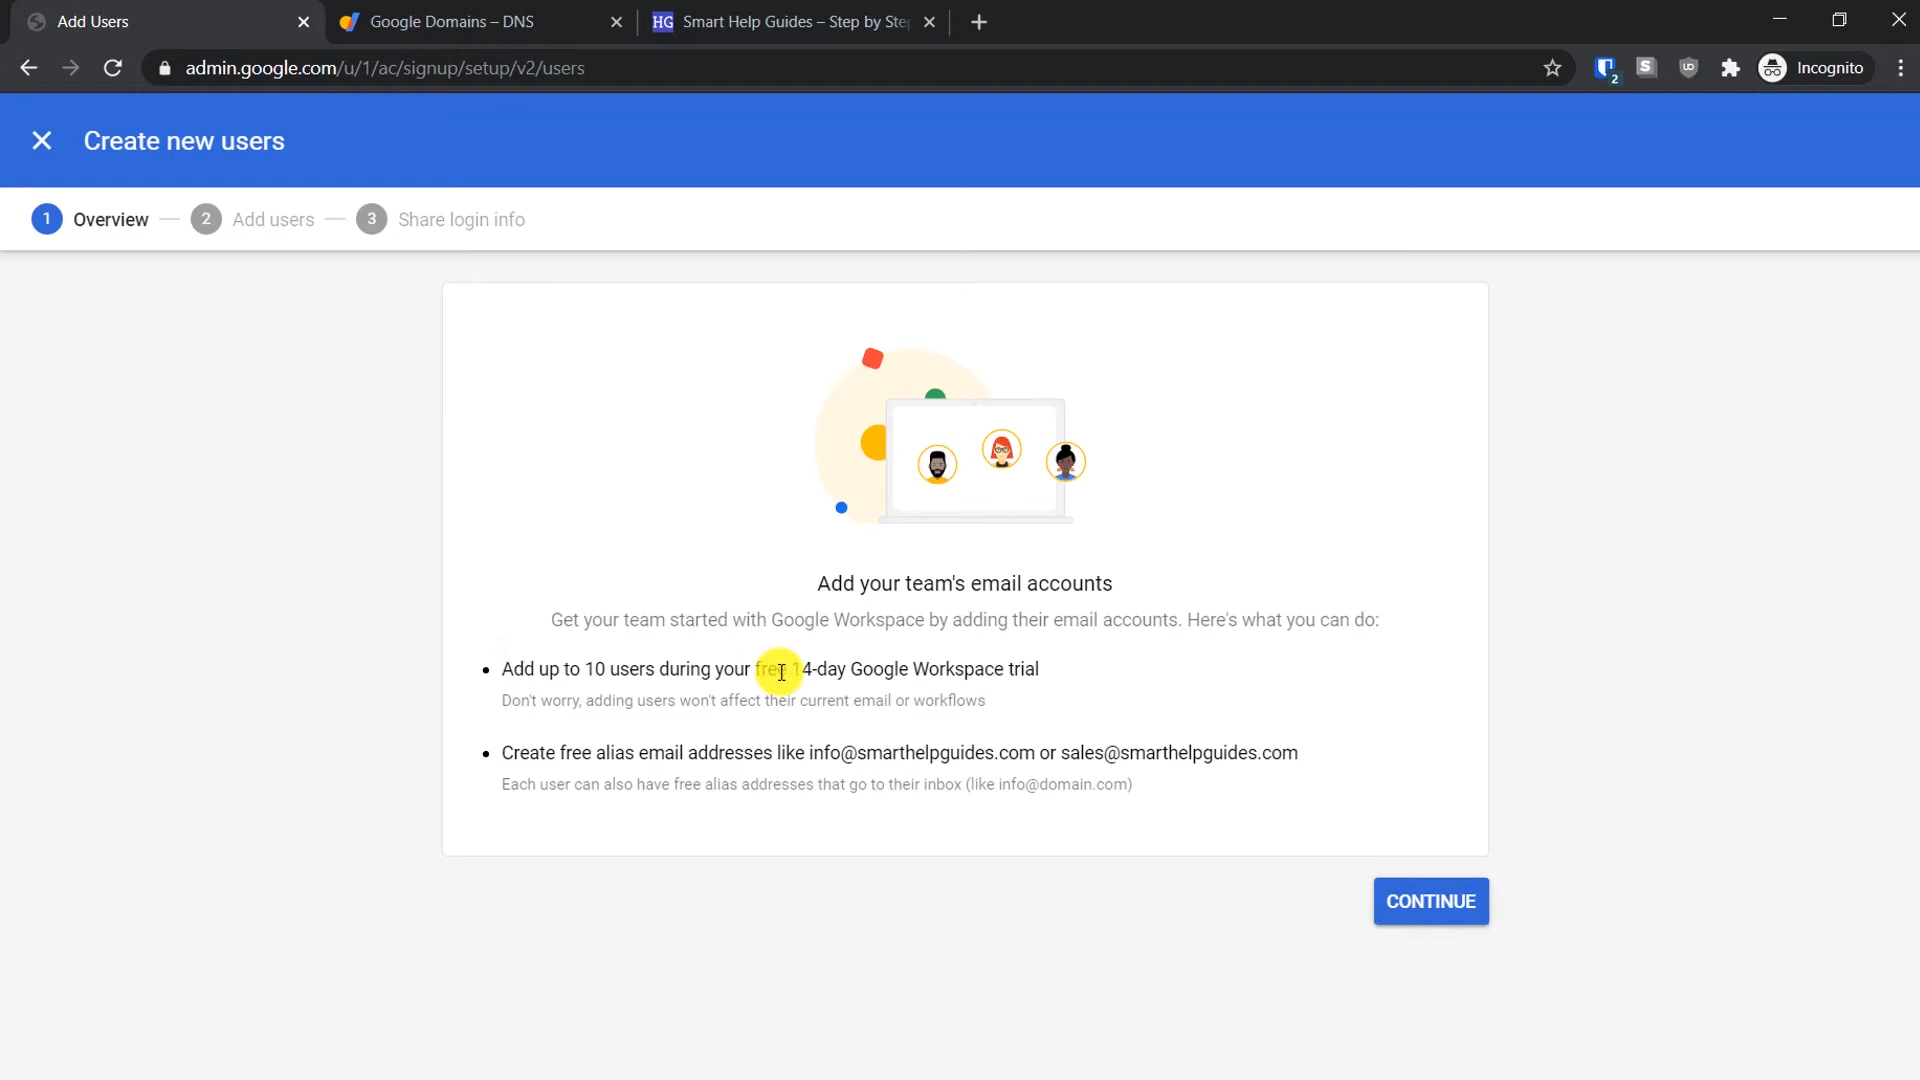 Add Users
Google Domains – DNS
HG Smart Help Guides – Step by Ste
admin.google.com/u/1/ac/signup/setup/v2/users
2
S
Incognito
Create new users
1 Overview
2 Add users
3 Share login info
Add your team's email accounts
Get your team started with Google Workspace by adding their email accounts. Here's what you can do:
Add up to 10 users during your free 14-day Google Workspace trial
Don't worry, adding users won't affect their current email or workflows
Create free alias email addresses like info@smarthelpguides.com or sales@smarthelpguides.com
Each user can also have free alias addresses that go to their inbox (like info@domain.com)
CONTINUE